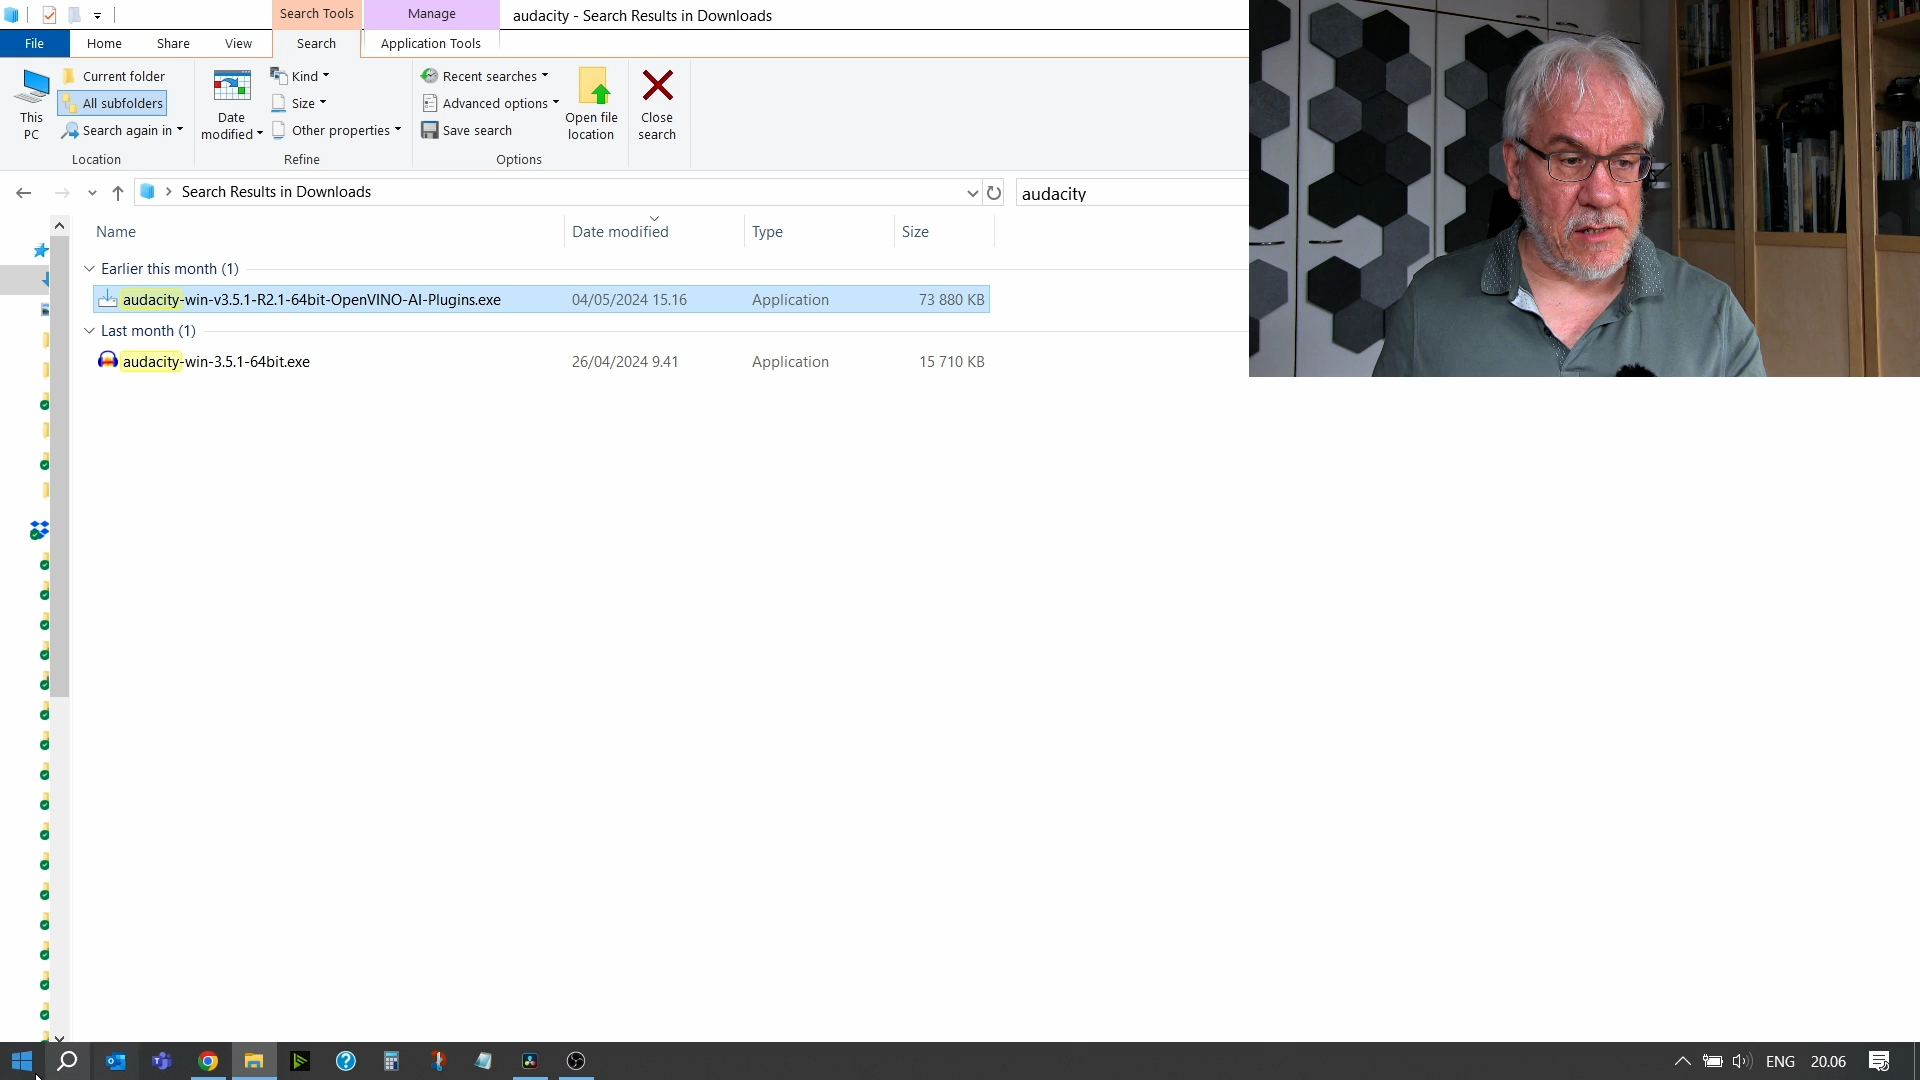 Search Tools
Manage
audacity - Search Results in Downloads
File
Home
Share
View
Search
Application Tools
This
PC
Current folder
All subfolders
Search again in
Location
Date
modified
Kind
Size
Other properties
Refine
Recent searches
Advanced options
Save search
Options
Open file
location
Close
search
Search Results in Downloads
audacity
Name
Date modified
Type
Size
Earlier this month (1)
audacity-win-v3.5.1-R2.1-64bit-OpenVINO-AI-Plugins.exe 04/05/2024 15.16 Application 73 880 KB
Last month (1)
audacity-win-3.5.1-64bit.exe 26/04/2024 9.41 Application 15 710 KB
ENG
20.06